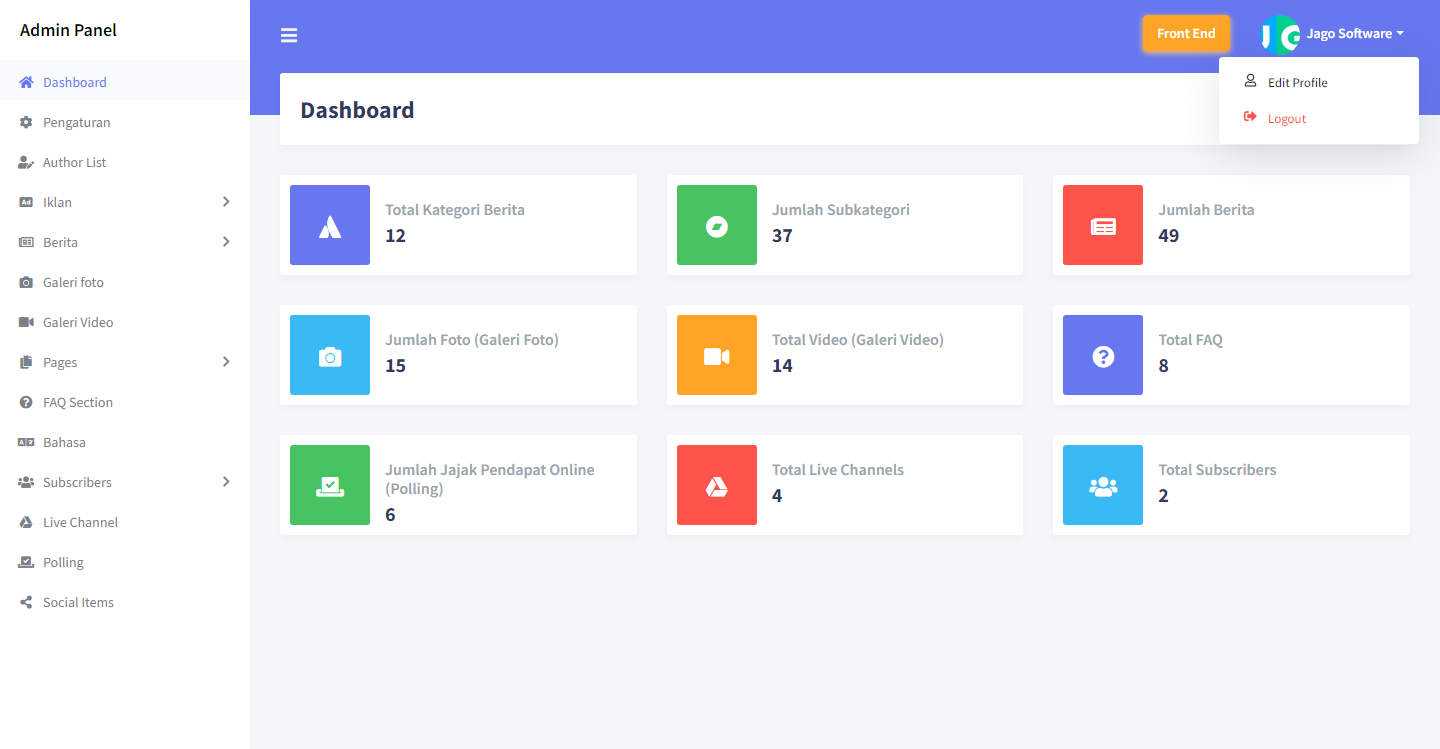 Admin Panel
Dashboard
Pengaturan
Author List
Iklan
Berita
Galeri foto
Galeri Video
Pages
FAQ Section
Bahasa
Subscribers
Live Channel
Polling
Social Items
Front End
JG
Jago Software
Edit Profile
Logout
Dashboard
Total Kategori Berita
12
Jumlah Subkategori
37
Jumlah Berita
49
Jumlah Foto (Galeri Foto)
15
Total Video (Galeri Video)
14
Total FAQ
8
Jumlah Jajak Pendapat Online
(Polling)
6
Total Live Channels
4
Total Subscribers
2